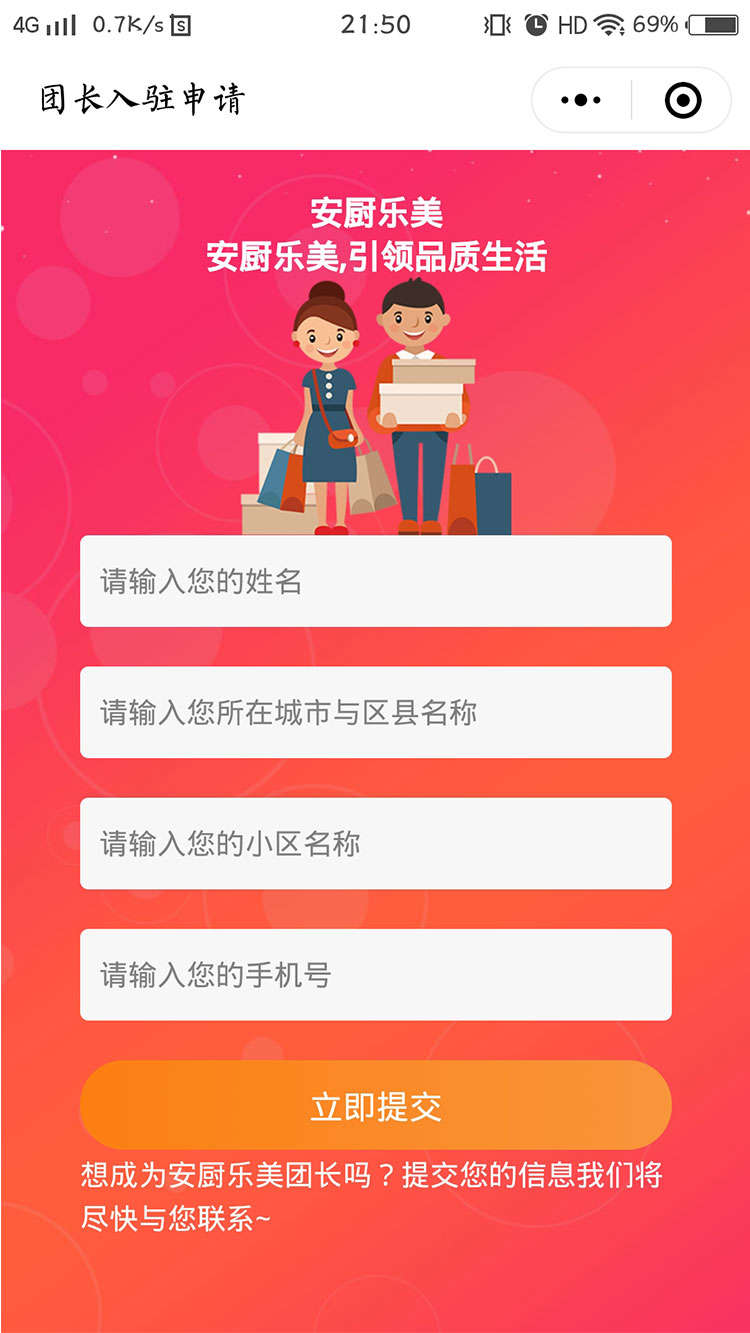 4G 0.7K/s 21:50 HD 69%
团长入驻申请
安厨乐美
安厨乐美,引领品质生活
请输入您的姓名
请输入您所在城市与区县名称
请输入您的小区名称
请输入您的手机号
立即提交
想成为安厨乐美团长吗？提交您的信息我们将
尽快与您联系~